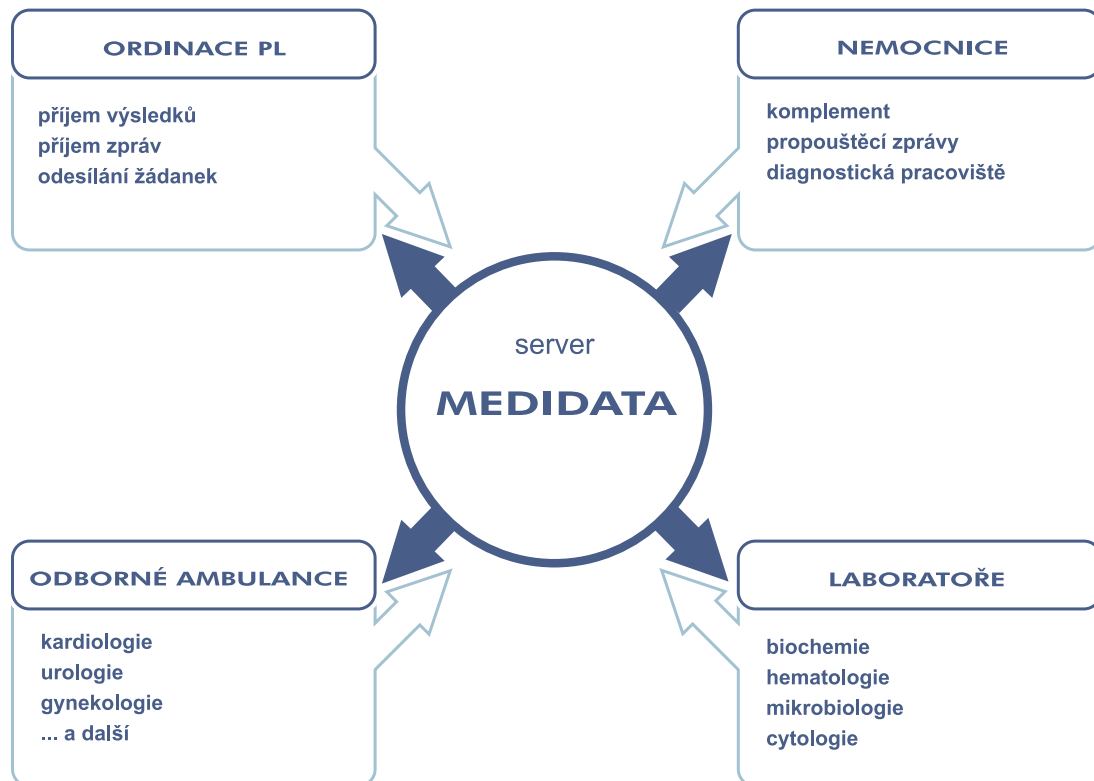 ORDINACE PL
příjem výsledků
příjem zpráv
odesílání žádanek
NEMOCNICE
komplement
propouštěcí zprávy
diagnostická pracoviště
server
MEDIDATA
ODBORNÉ AMBULANCE
kardiologie
urologie
gynekologie
... a další
LABORATOŘE
biochemie
hematologie
mikrobiologie
cytologie